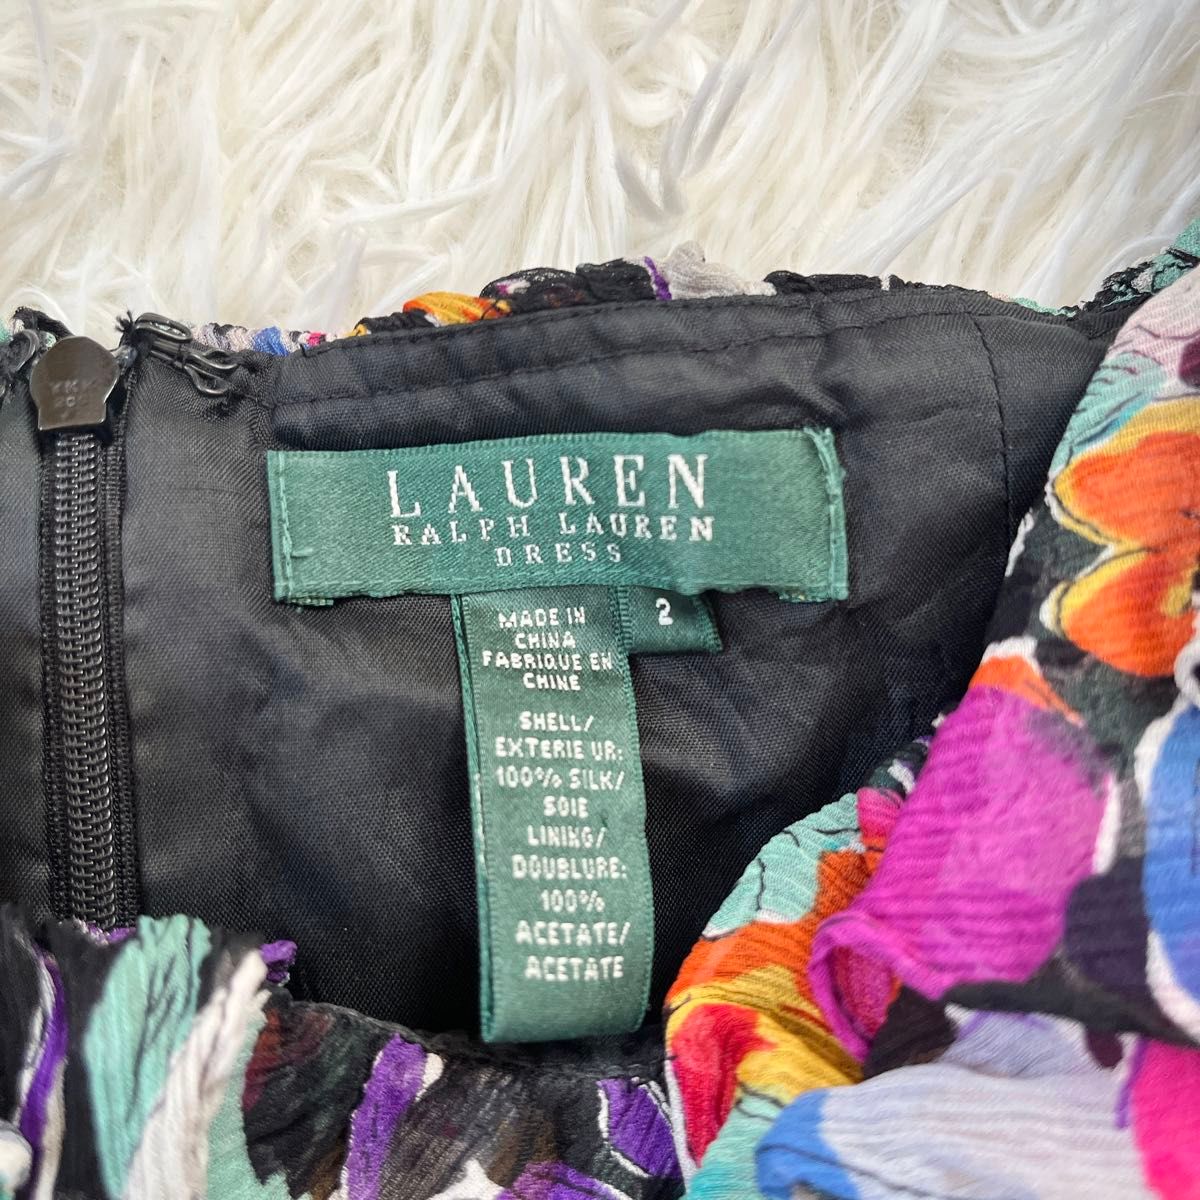 LAUREN
RALPH LAUREN
DRESS
2
MADE IN
CHINA
FABRIQUE EN
CHINE
SHELL/
EXTERIEUR:
100% SILK/
SOIE
LINING/
DOUBLURE:
100%
ACETATE/
ACETATE
YKK